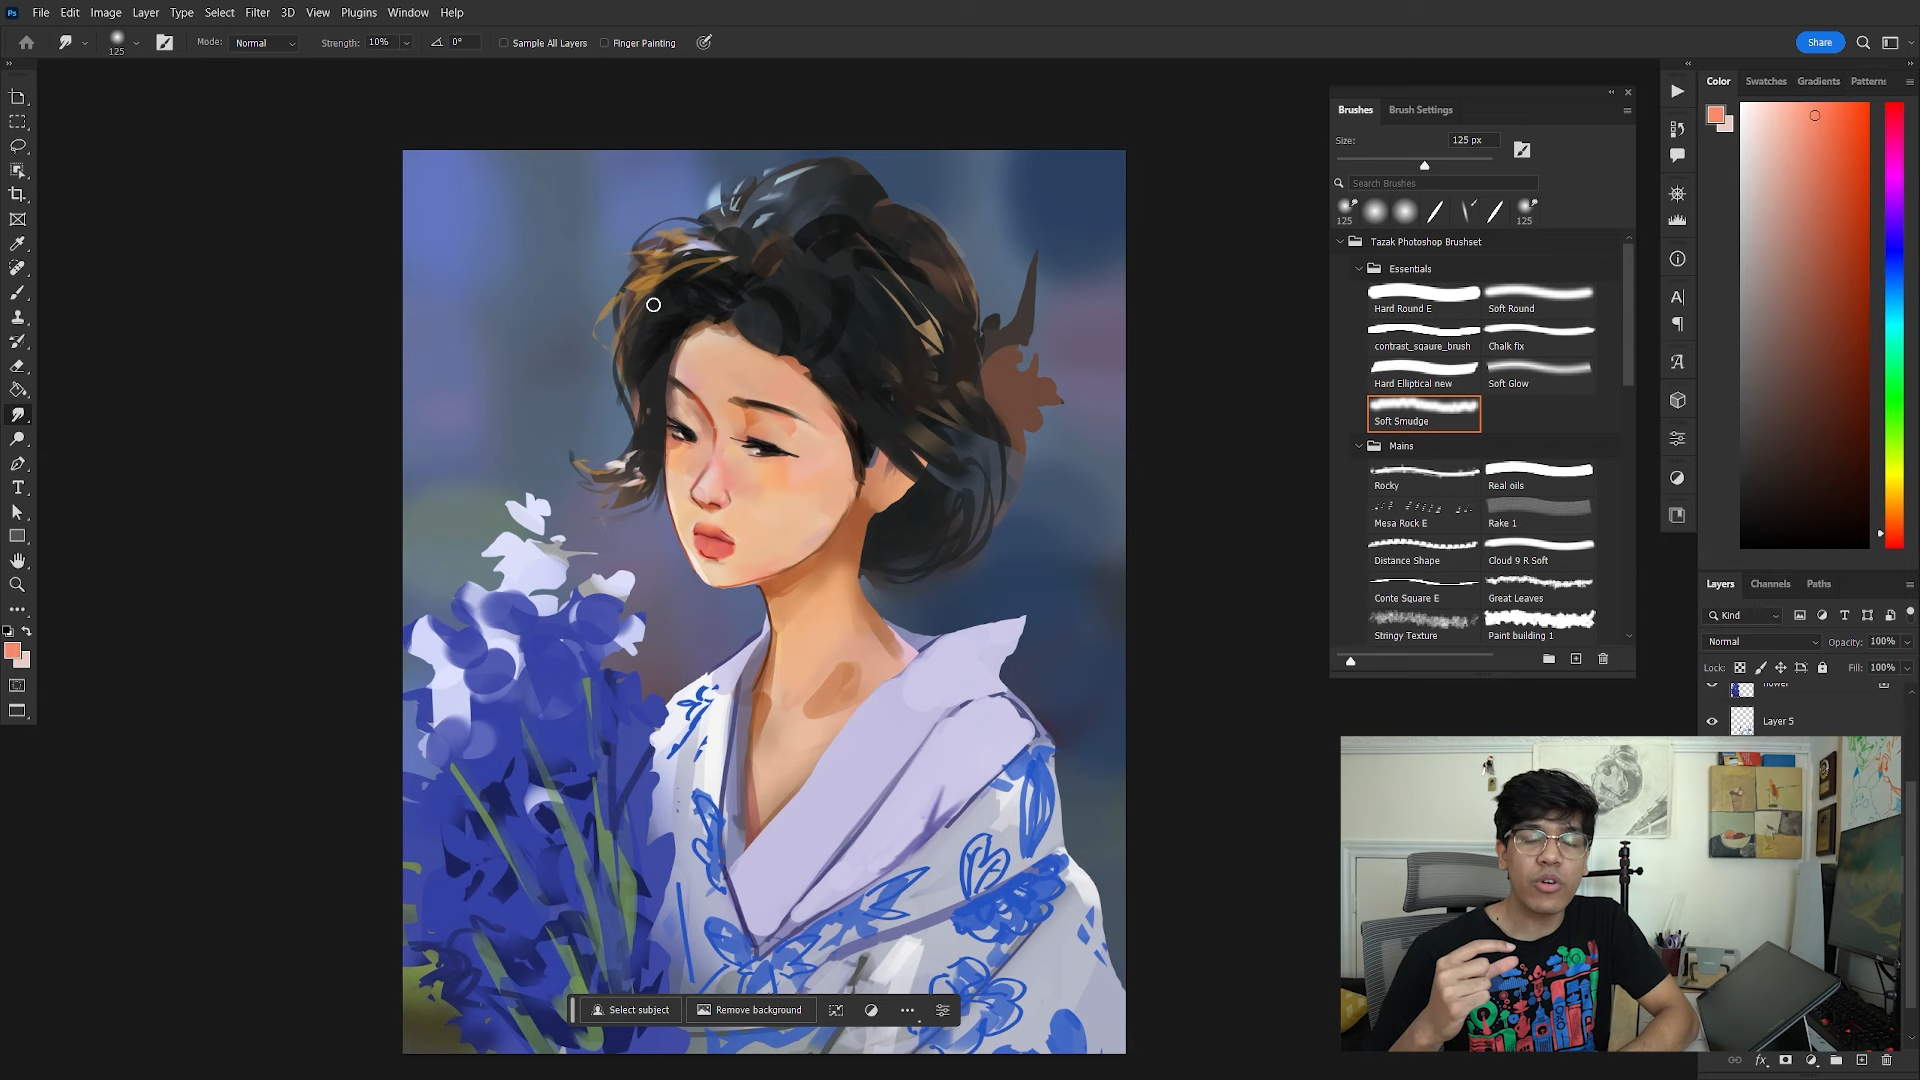 Ps File Edit Image Layer Type Select Filter 3D View Plugins Window Help
125 Mode: Normal Strength: 10% 0° Sample All Layers Finger Painting Share
Brushes Brush Settings
Size: 125 px
Search Brushes
125 125
Tazak Photoshop Brushset
Essentials
Hard Round E Soft Round
contrast_sqaure_brush Chalk fix
Hard Elliptical new Soft Glow
Soft Smudge
Mains
Rocky Real oils
Mesa Rock E Rake 1
Distance Shape Cloud 9 R Soft
Conte Square E Great Leaves
Stringy Texture Paint building 1
Color Swatches Gradients Patterns
Layers Channels Paths
Kind
Normal Opacity: 100%
Lock: Fill: 100%
Layer 5
Select subject Remove background